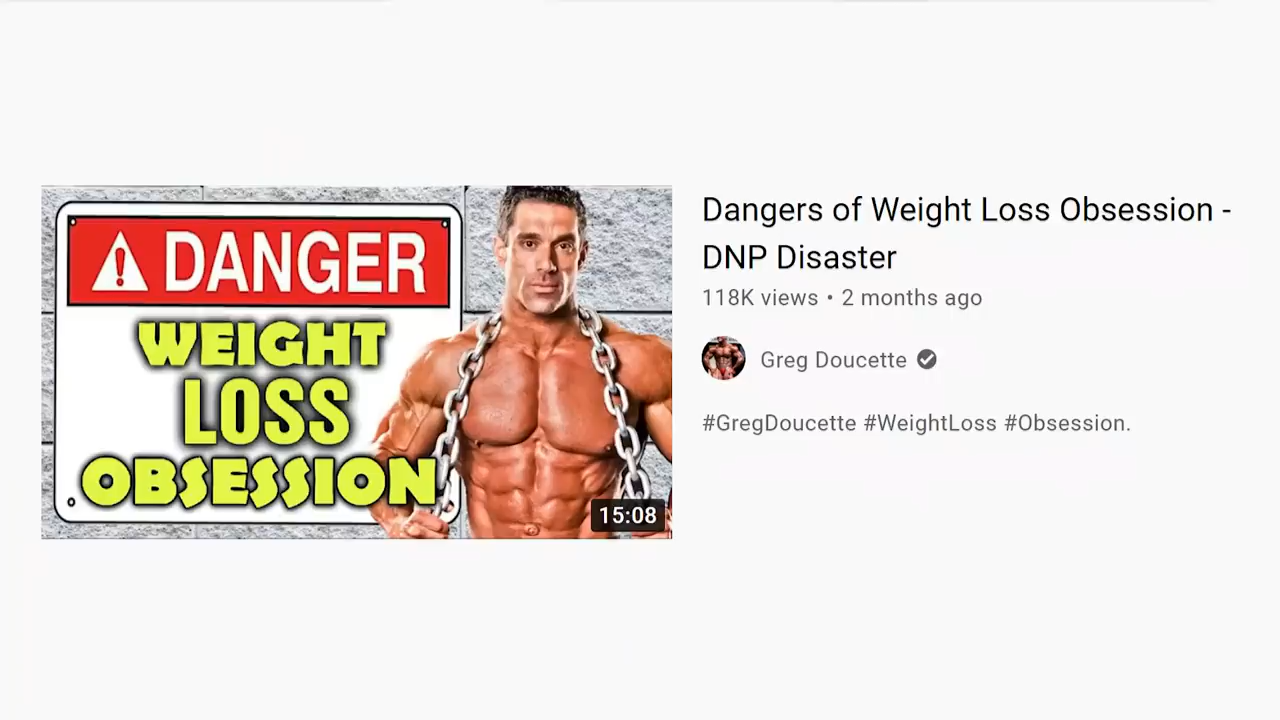 DANGER
WEIGHT
LOSS
OBSESSION
15:08
Dangers of Weight Loss Obsession -
DNP Disaster
118K views • 2 months ago
Greg Doucette
#GregDoucette #WeightLoss #Obsession.